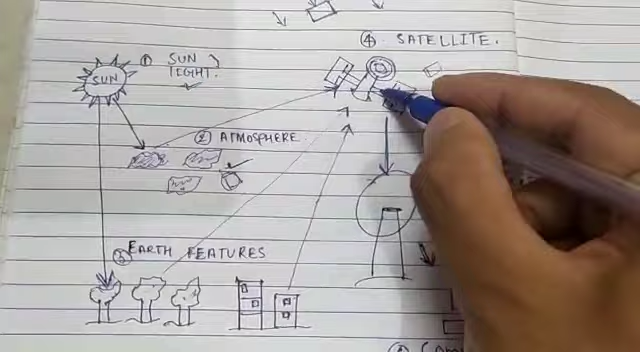 ④ SATELLITE.
① SUN
LIGHT.
SUN
② ATMOSPHERE
③ EARTH FEATURES